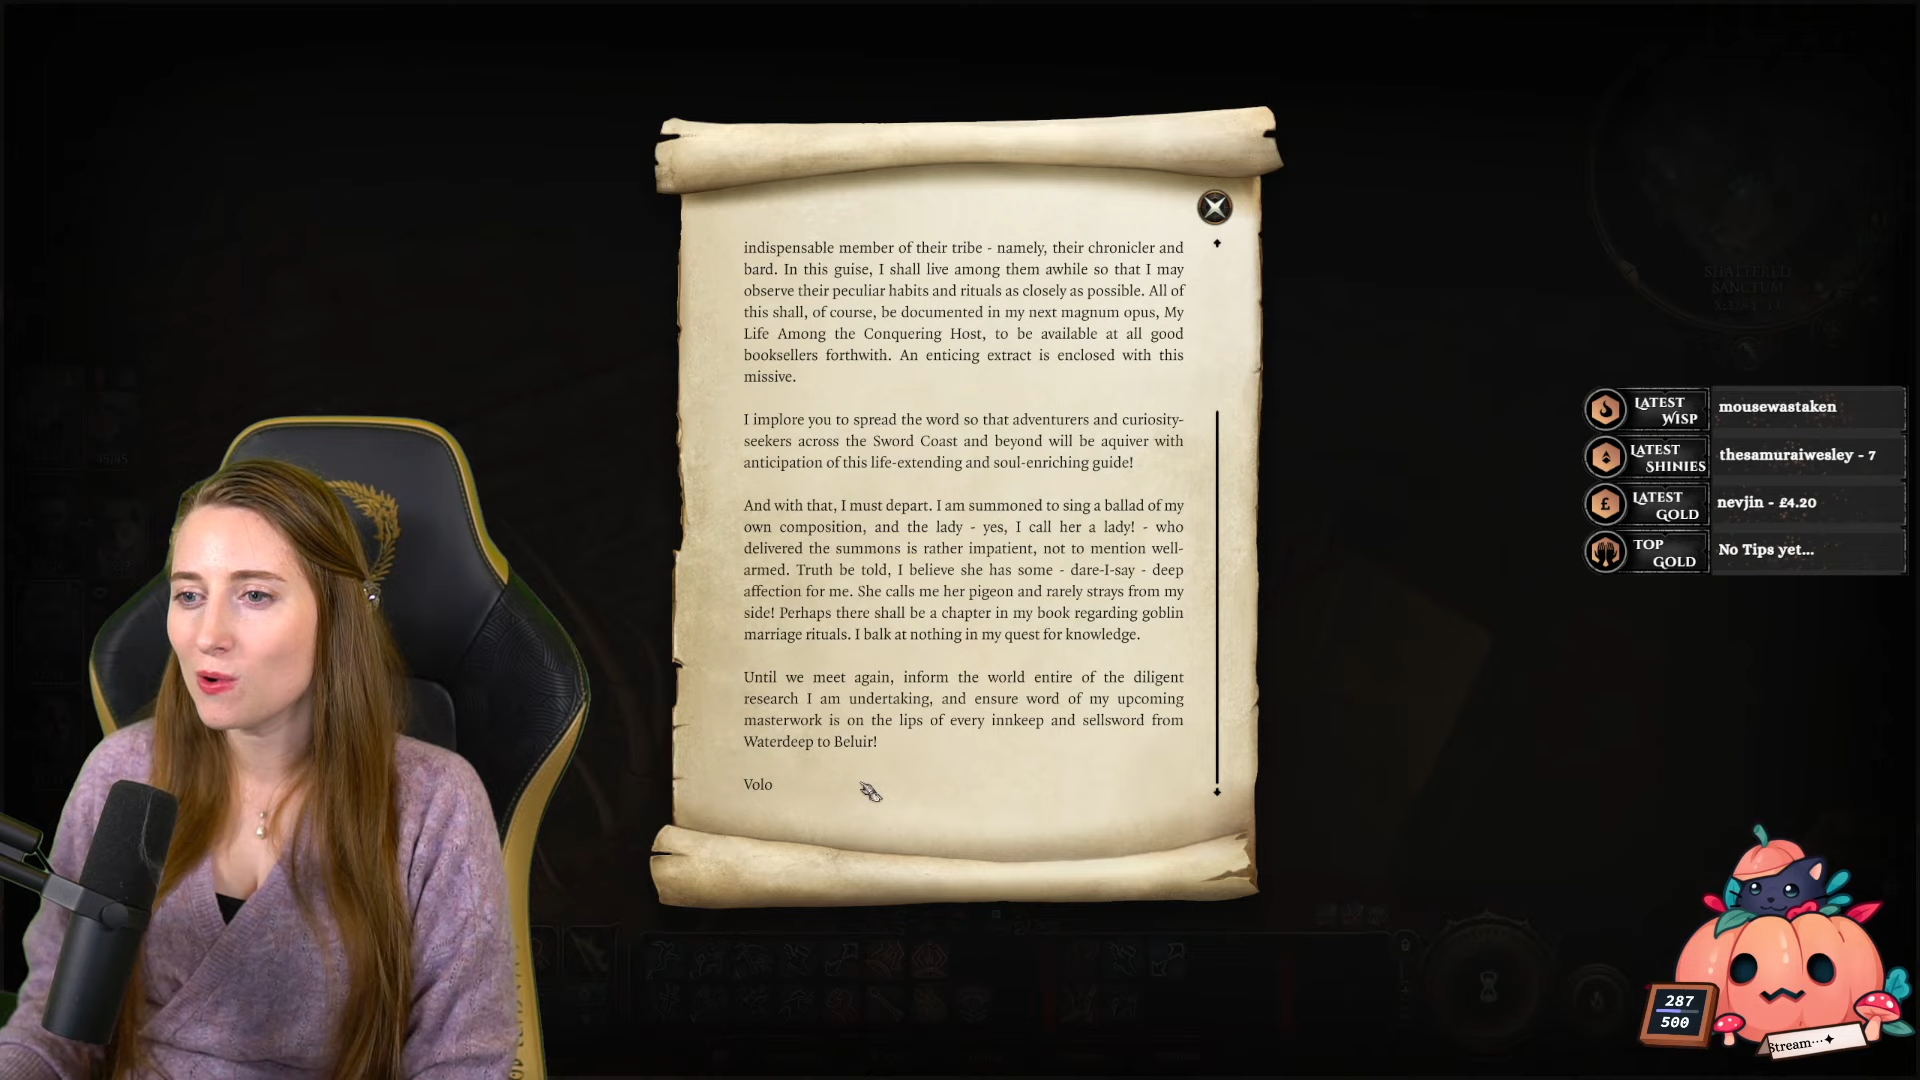 indispensable member of their tribe - namely, their chronicler and
bard. In this guise, I shall live among them awhile so that I may
observe their peculiar habits and rituals as closely as possible. All of
this shall, of course, be documented in my next magnum opus, My
Life Among the Conquering Host, to be available at all good
booksellers forthwith. An enticing extract is enclosed with this
missive.
I implore you to spread the word so that adventurers and curiosity-
seekers across the Sword Coast and beyond will be aquiver with
anticipation of this life-extending and soul-enriching guide!
And with that, I must depart. I am summoned to sing a ballad of my
own composition, and the lady - yes, I call her a lady! - who
delivered the summons is rather impatient, not to mention well-
armed. Truth be told, I believe she has some - dare-I-say - deep
affection for me. She calls me her pigeon and rarely strays from my
side! Perhaps there shall be a chapter in my book regarding goblin
marriage rituals. I balk at nothing in my quest for knowledge.
Until we meet again, inform the world entire of the diligent
research I am undertaking, and ensure word of my upcoming
masterwork is on the lips of every innkeep and sellsword from
Waterdeep to Beluir!
Volo
SHATTERED
SANCTUM
LATEST
WISP
mousewastaken
LATEST
SHINIES
thesamuraiwesley - 7
LATEST
GOLD
nevjin - £4.20
TOP
GOLD
No Tips yet...
287
500
Stream···